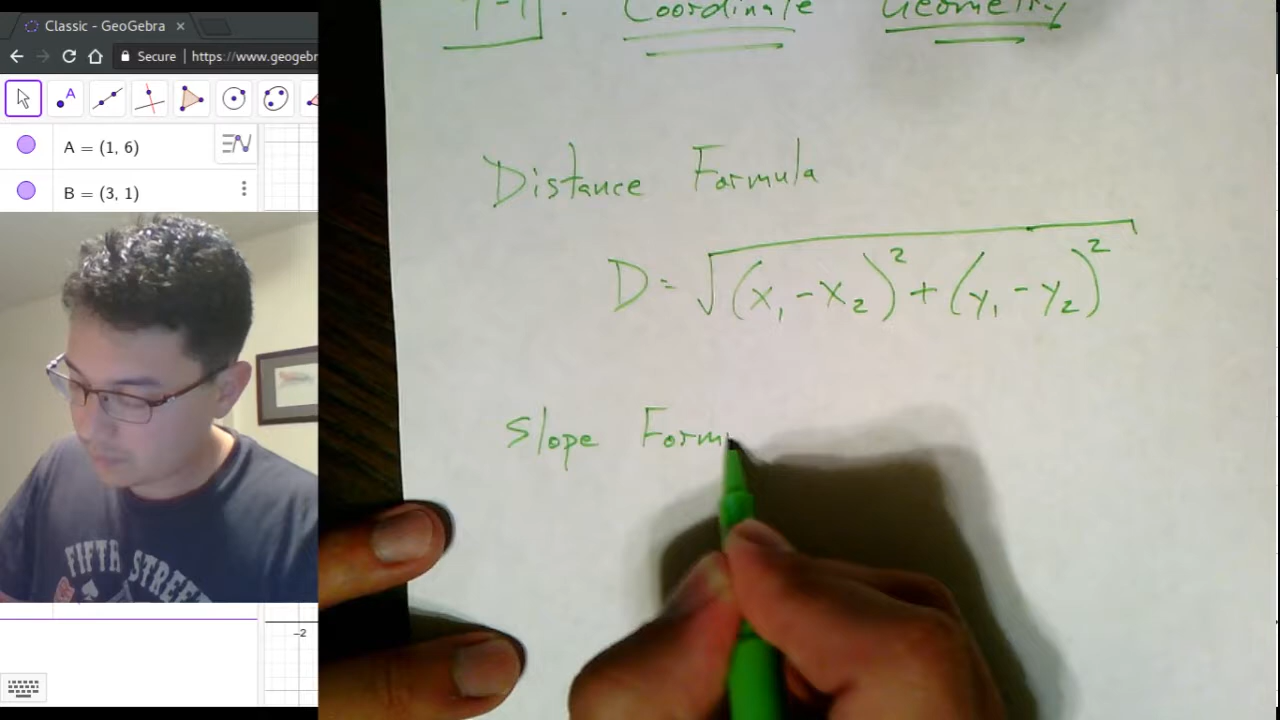 Classic - GeoGebra
Secure https://www.geogebr
A = (1, 6)
B = (3, 1)
FIFTH STREET
-2
Coordinate Geometry
Distance Formula
D = √(x₁ - x₂)² + (y₁ - y₂)²
Slope Form